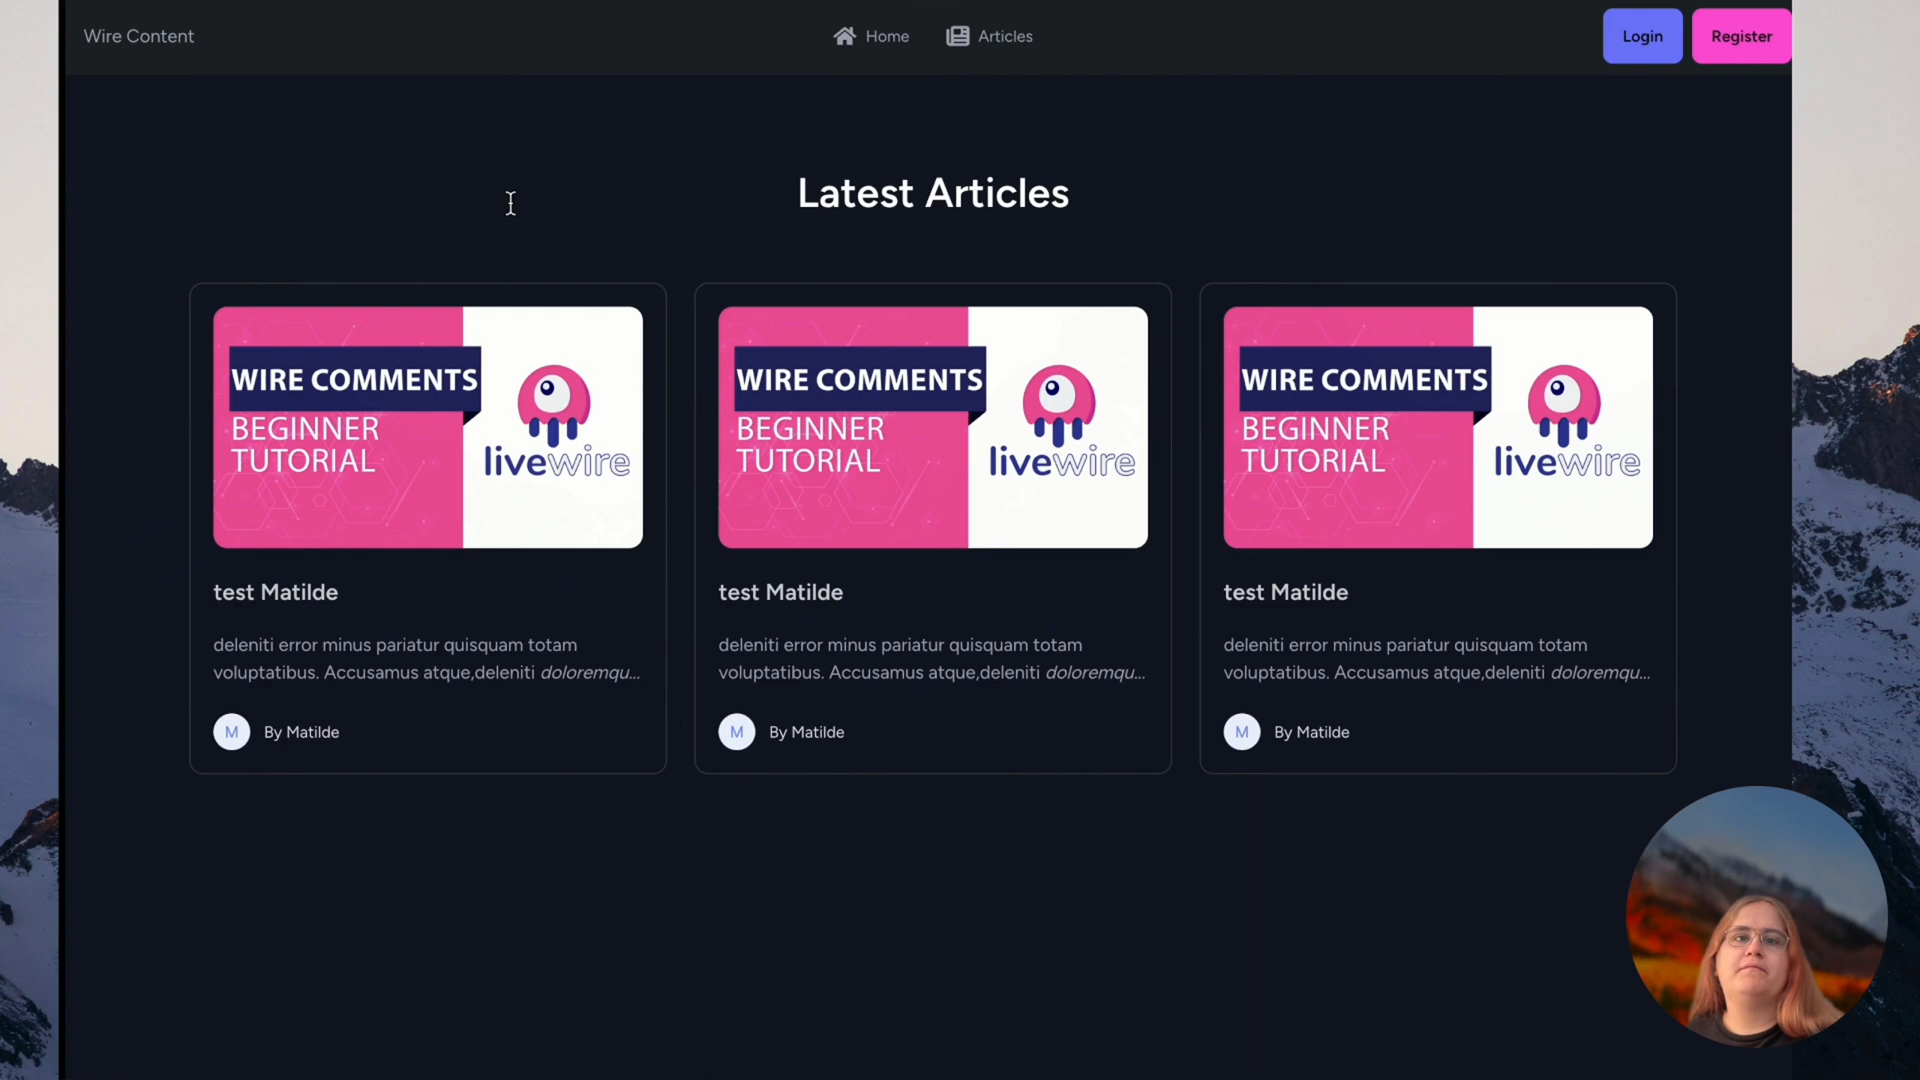 Wire Content
Home
Articles
Login
Register
Latest Articles
WIRE COMMENTS
BEGINNER
TUTORIAL
livewire
test Matilde
deleniti error minus pariatur quisquam totam
voluptatibus. Accusamus atque,deleniti doloremqu...
M
By Matilde
WIRE COMMENTS
BEGINNER
TUTORIAL
livewire
test Matilde
deleniti error minus pariatur quisquam totam
voluptatibus. Accusamus atque,deleniti doloremqu...
M
By Matilde
WIRE COMMENTS
BEGINNER
TUTORIAL
livewire
test Matilde
deleniti error minus pariatur quisquam totam
voluptatibus. Accusamus atque,deleniti doloremqu...
M
By Matilde